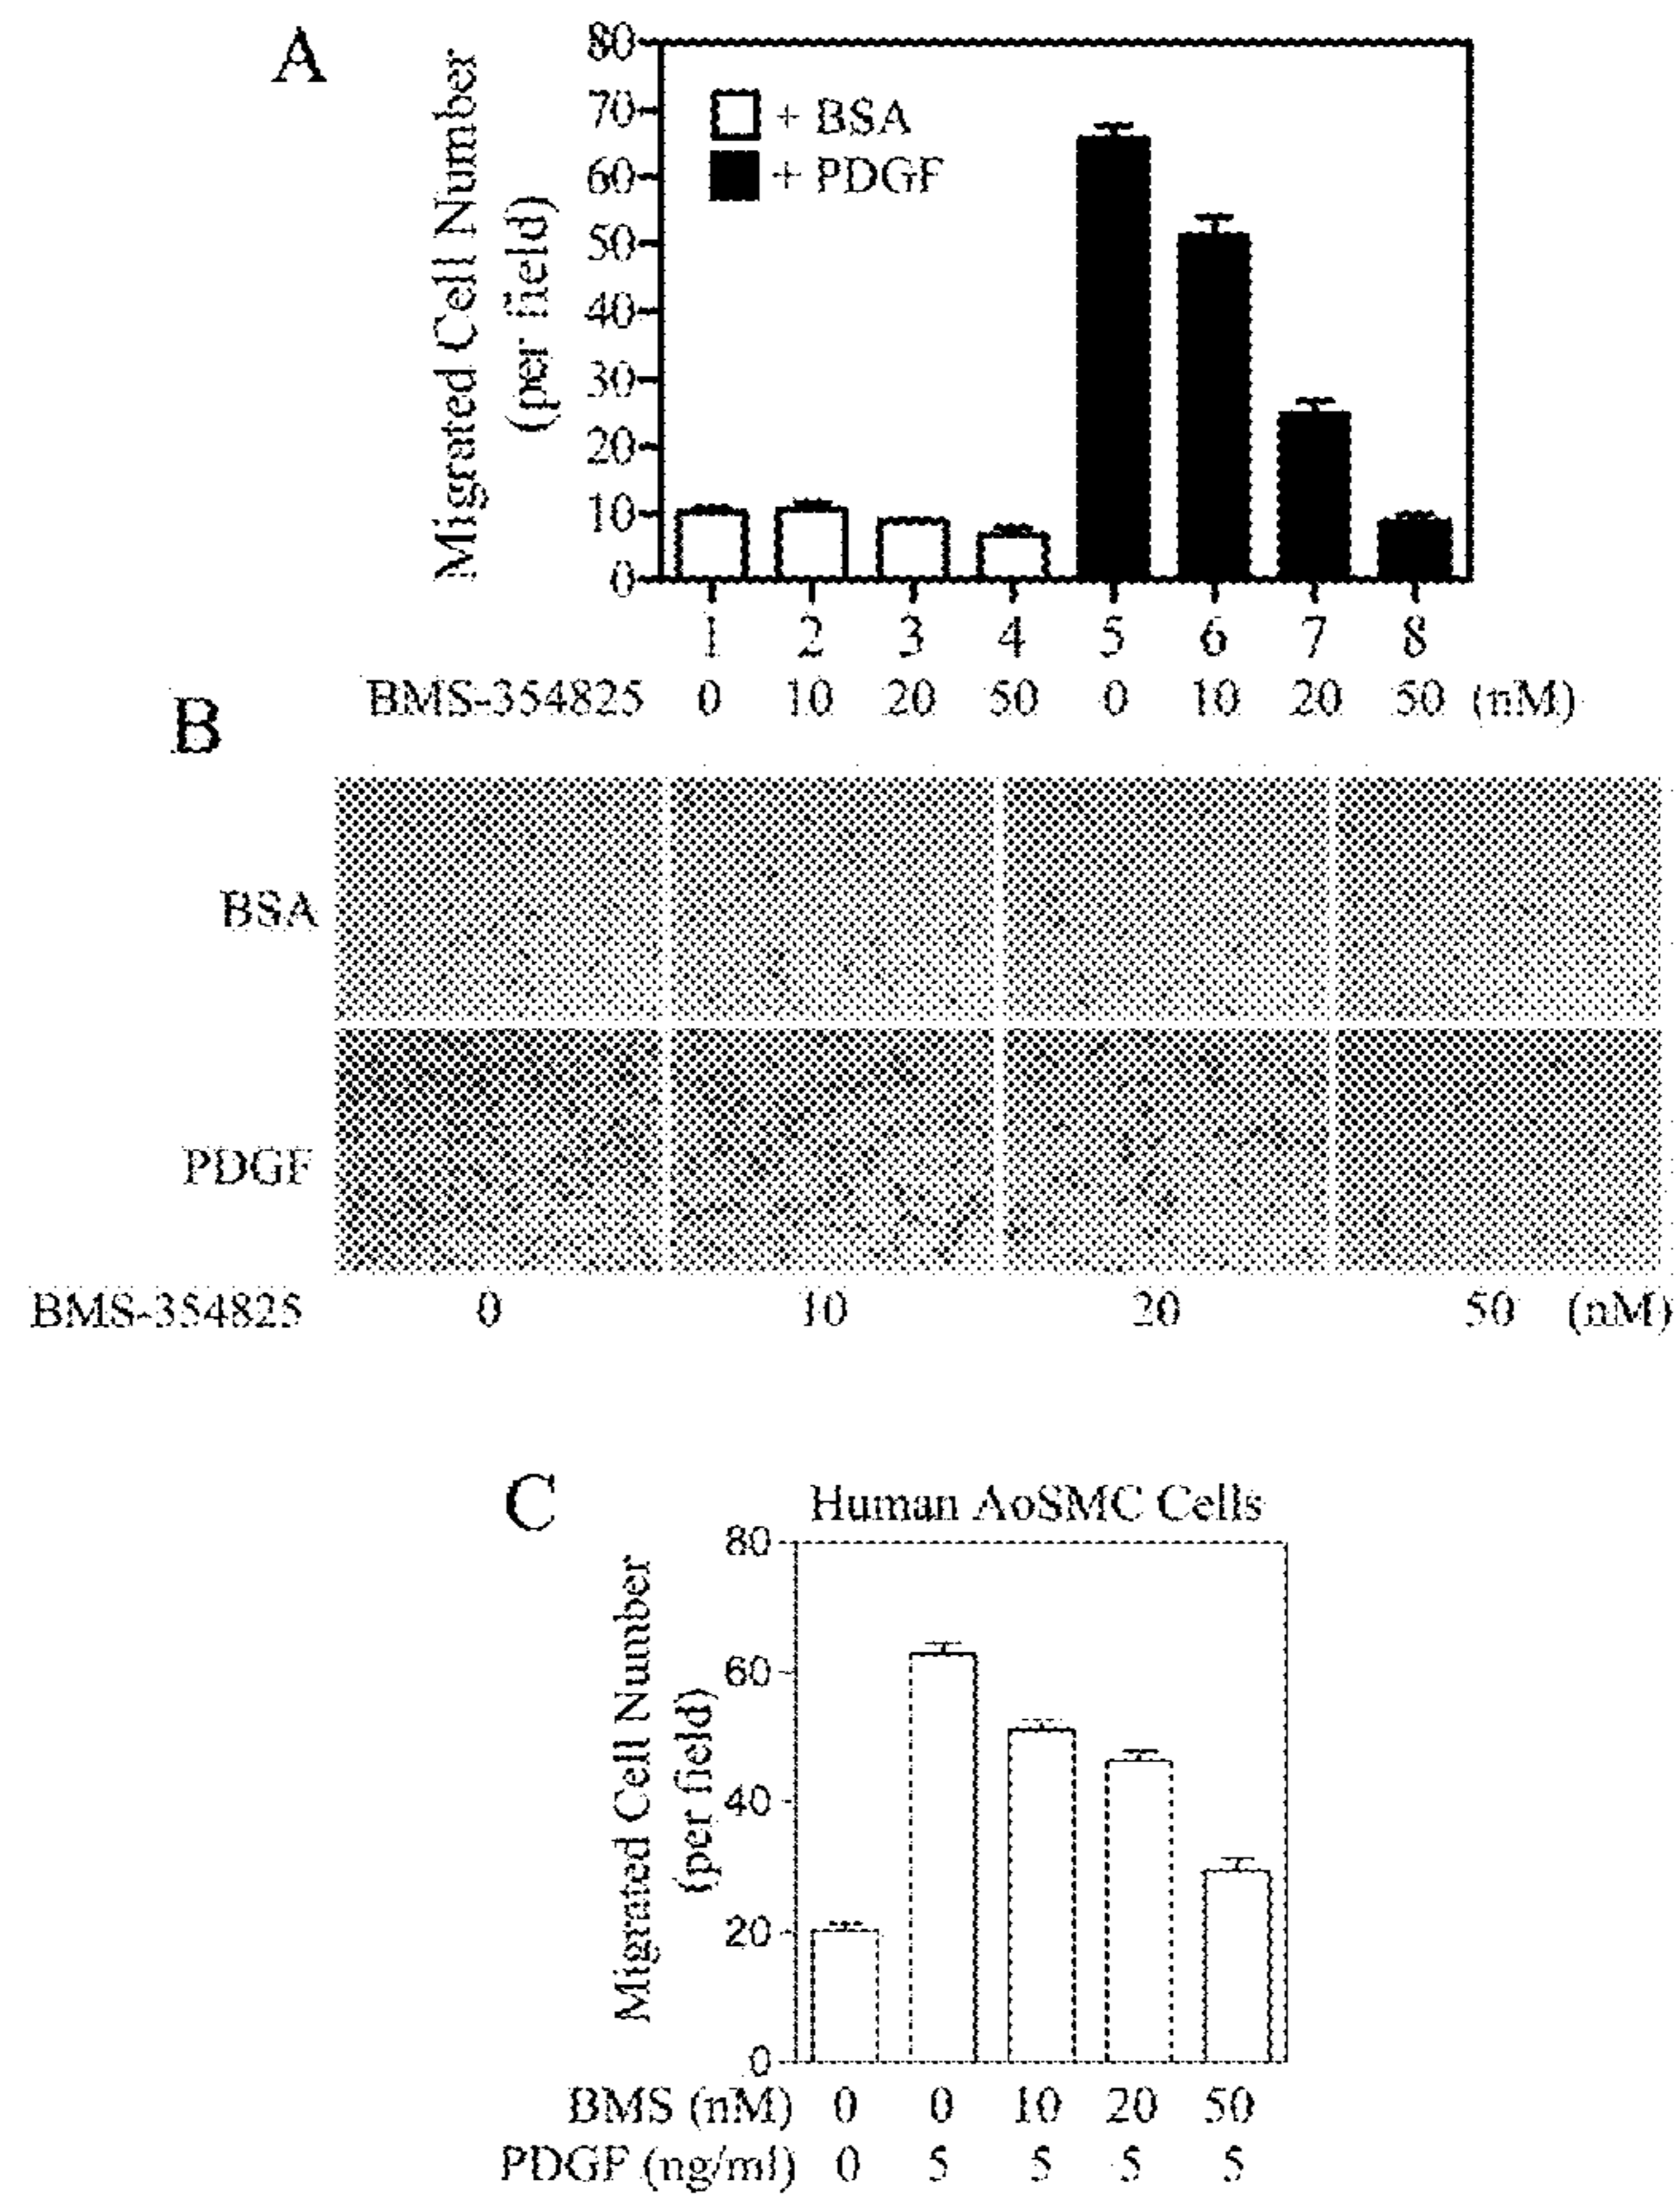 A
Migrated Cell Number
(per field)
80
70
60
50
40
30
20
10
0
+ BSA
+ PDGF
1 2 3 4 5 6 7 8
BMS-354825 0 10 20 50 0 10 20 50 (nM)
B
BSA
PDGF
BMS-354825 0 10 20 50 (nM)
C
Human AoSMC Cells
Migrated Cell Number
(per field)
80
60
40
20
0
BMS (nM) 0 0 10 20 50
PDGF (ng/ml) 0 5 5 5 5